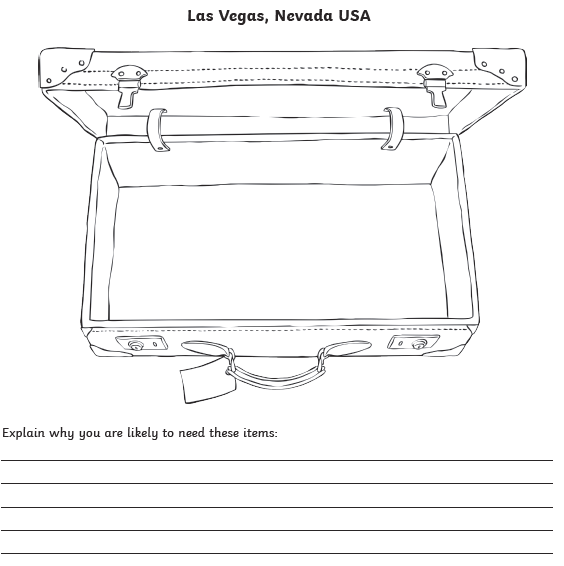 Las Vegas, Nevada USA
Explain why you are likely to need these items: